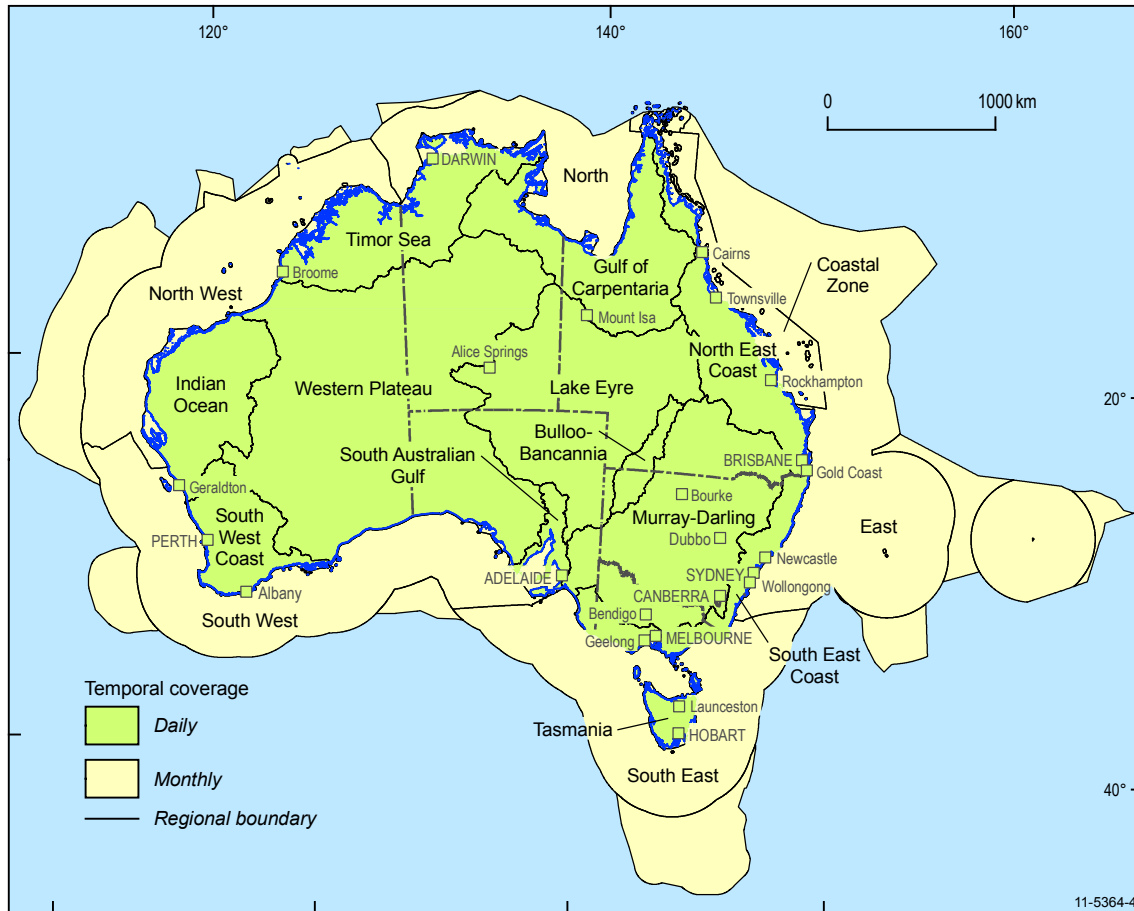 120°
140°
160°
0
1000 km
DARWIN
North
Timor Sea
Cairns
Broome
Gulf of
Carpentaria
Coastal
Zone
North West
Townsville
Mount Isa
Alice Springs
North East
Coast
Rockhampton
Indian
Ocean
Western Plateau
Lake Eyre
20°
Bulloo-
Bancannia
South Australian
Gulf
BRISBANE
Gold Coast
Geraldton
Bourke
South
West
Coast
Murray-Darling
East
PERTH
Dubbo
Newcastle
ADELAIDE
SYDNEY
Wollongong
Albany
CANBERRA
South West
Bendigo
Geelong
MELBOURNE
South East
Coast
Temporal coverage
Daily
Launceston
Tasmania
HOBART
Monthly
South East
40°
Regional boundary
11-5364-4